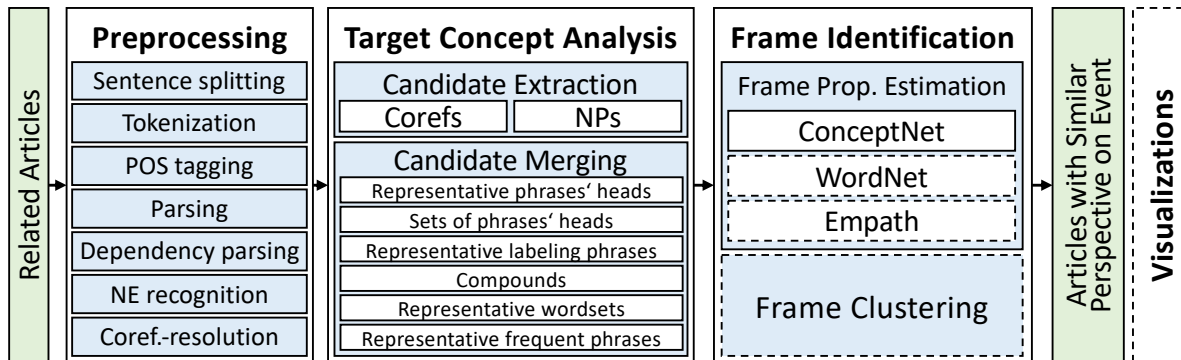 Related Articles
Preprocessing
Sentence splitting
Tokenization
POS tagging
Parsing
Dependency parsing
NE recognition
Coref.-resolution
Target Concept Analysis
Candidate Extraction
Corefs
NPs
Candidate Merging
Representative phrases‘ heads
Sets of phrases‘ heads
Representative labeling phrases
Compounds
Representative wordsets
Representative frequent phrases
Frame Identification
Frame Prop. Estimation
ConceptNet
WordNet
Empath
Frame Clustering
Articles with Similar
Perspective on Event
Visualizations